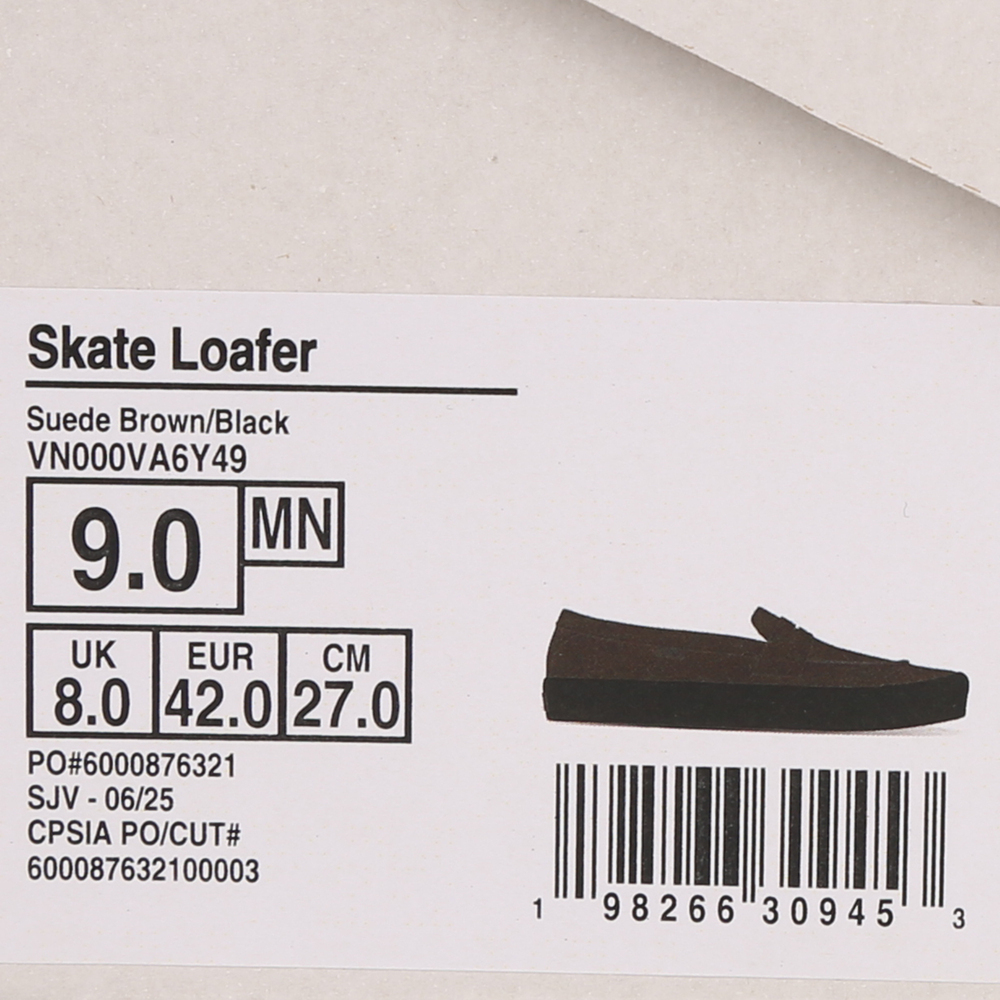 Skate Loafer
Suede Brown/Black
VN000VA6Y49
9.0 MN
UK EUR CM
8.0 42.0 27.0
PO#6000876321
SJV - 06/25
CPSIA PO/CUT#
600087632100003
1 98266 30945 3